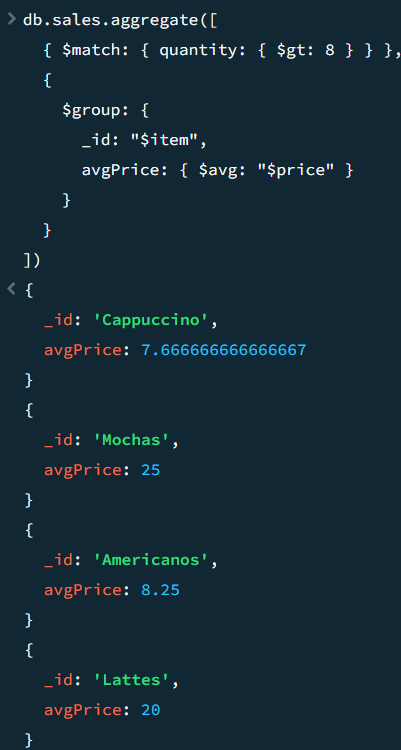 > db.sales.aggregate([
{ $match: { quantity: { $gt: 8 } } },
{
$group: {
_id: "$item",
avgPrice: { $avg: "$price" }
}
}
])
< {
_id: 'Cappuccino',
avgPrice: 7.666666666666667
}
{
_id: 'Mochas',
avgPrice: 25
}
{
_id: 'Americanos',
avgPrice: 8.25
}
{
_id: 'Lattes',
avgPrice: 20
}